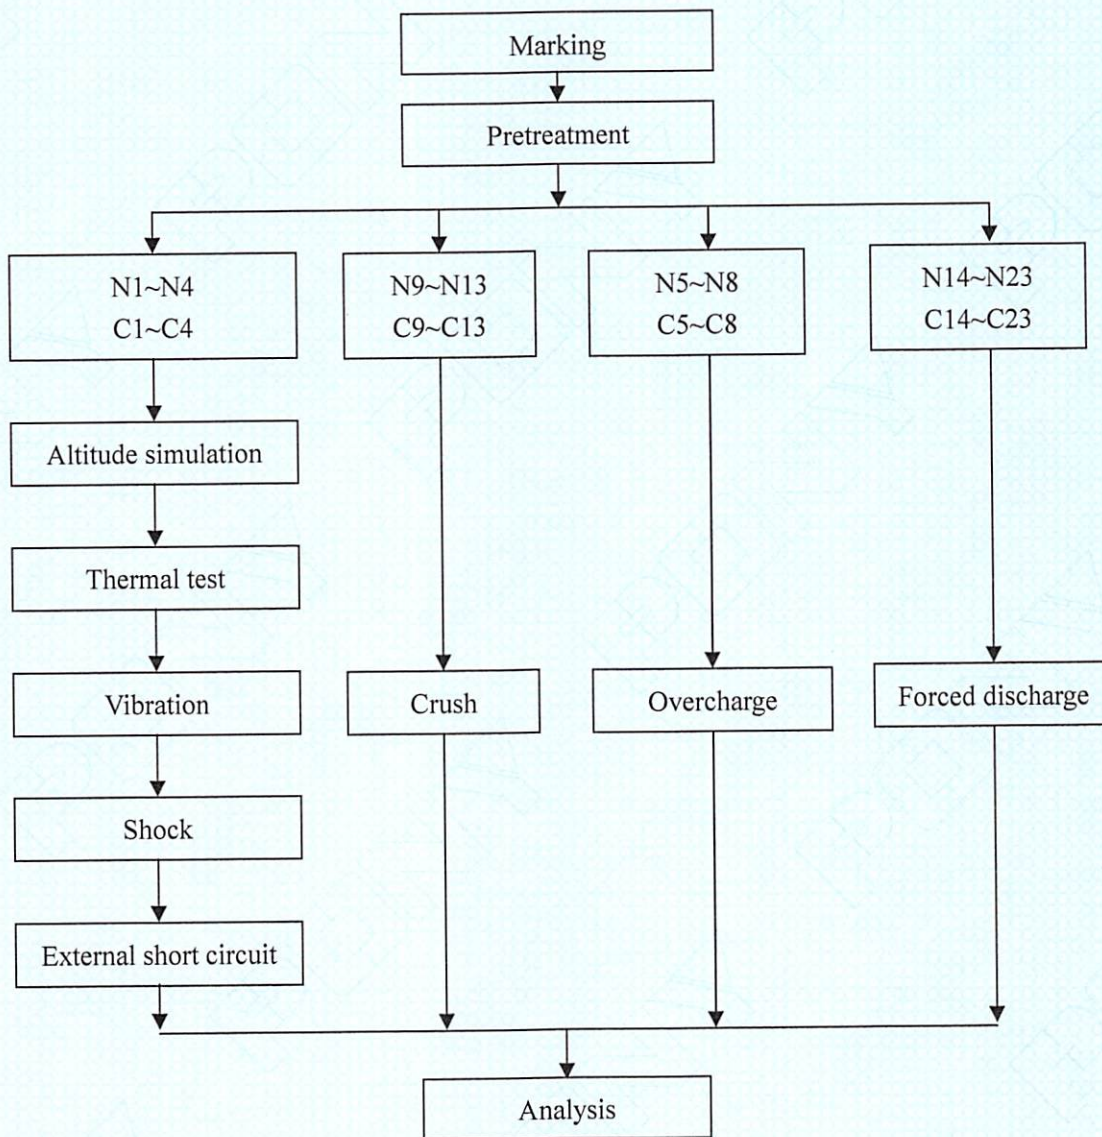 Marking
Pretreatment
N1~N4
C1~C4
N9~N13
C9~C13
N5~N8
C5~C8
N14~N23
C14~C23
Altitude simulation
Thermal test
Vibration
Crush
Overcharge
Forced discharge
Shock
External short circuit
Analysis